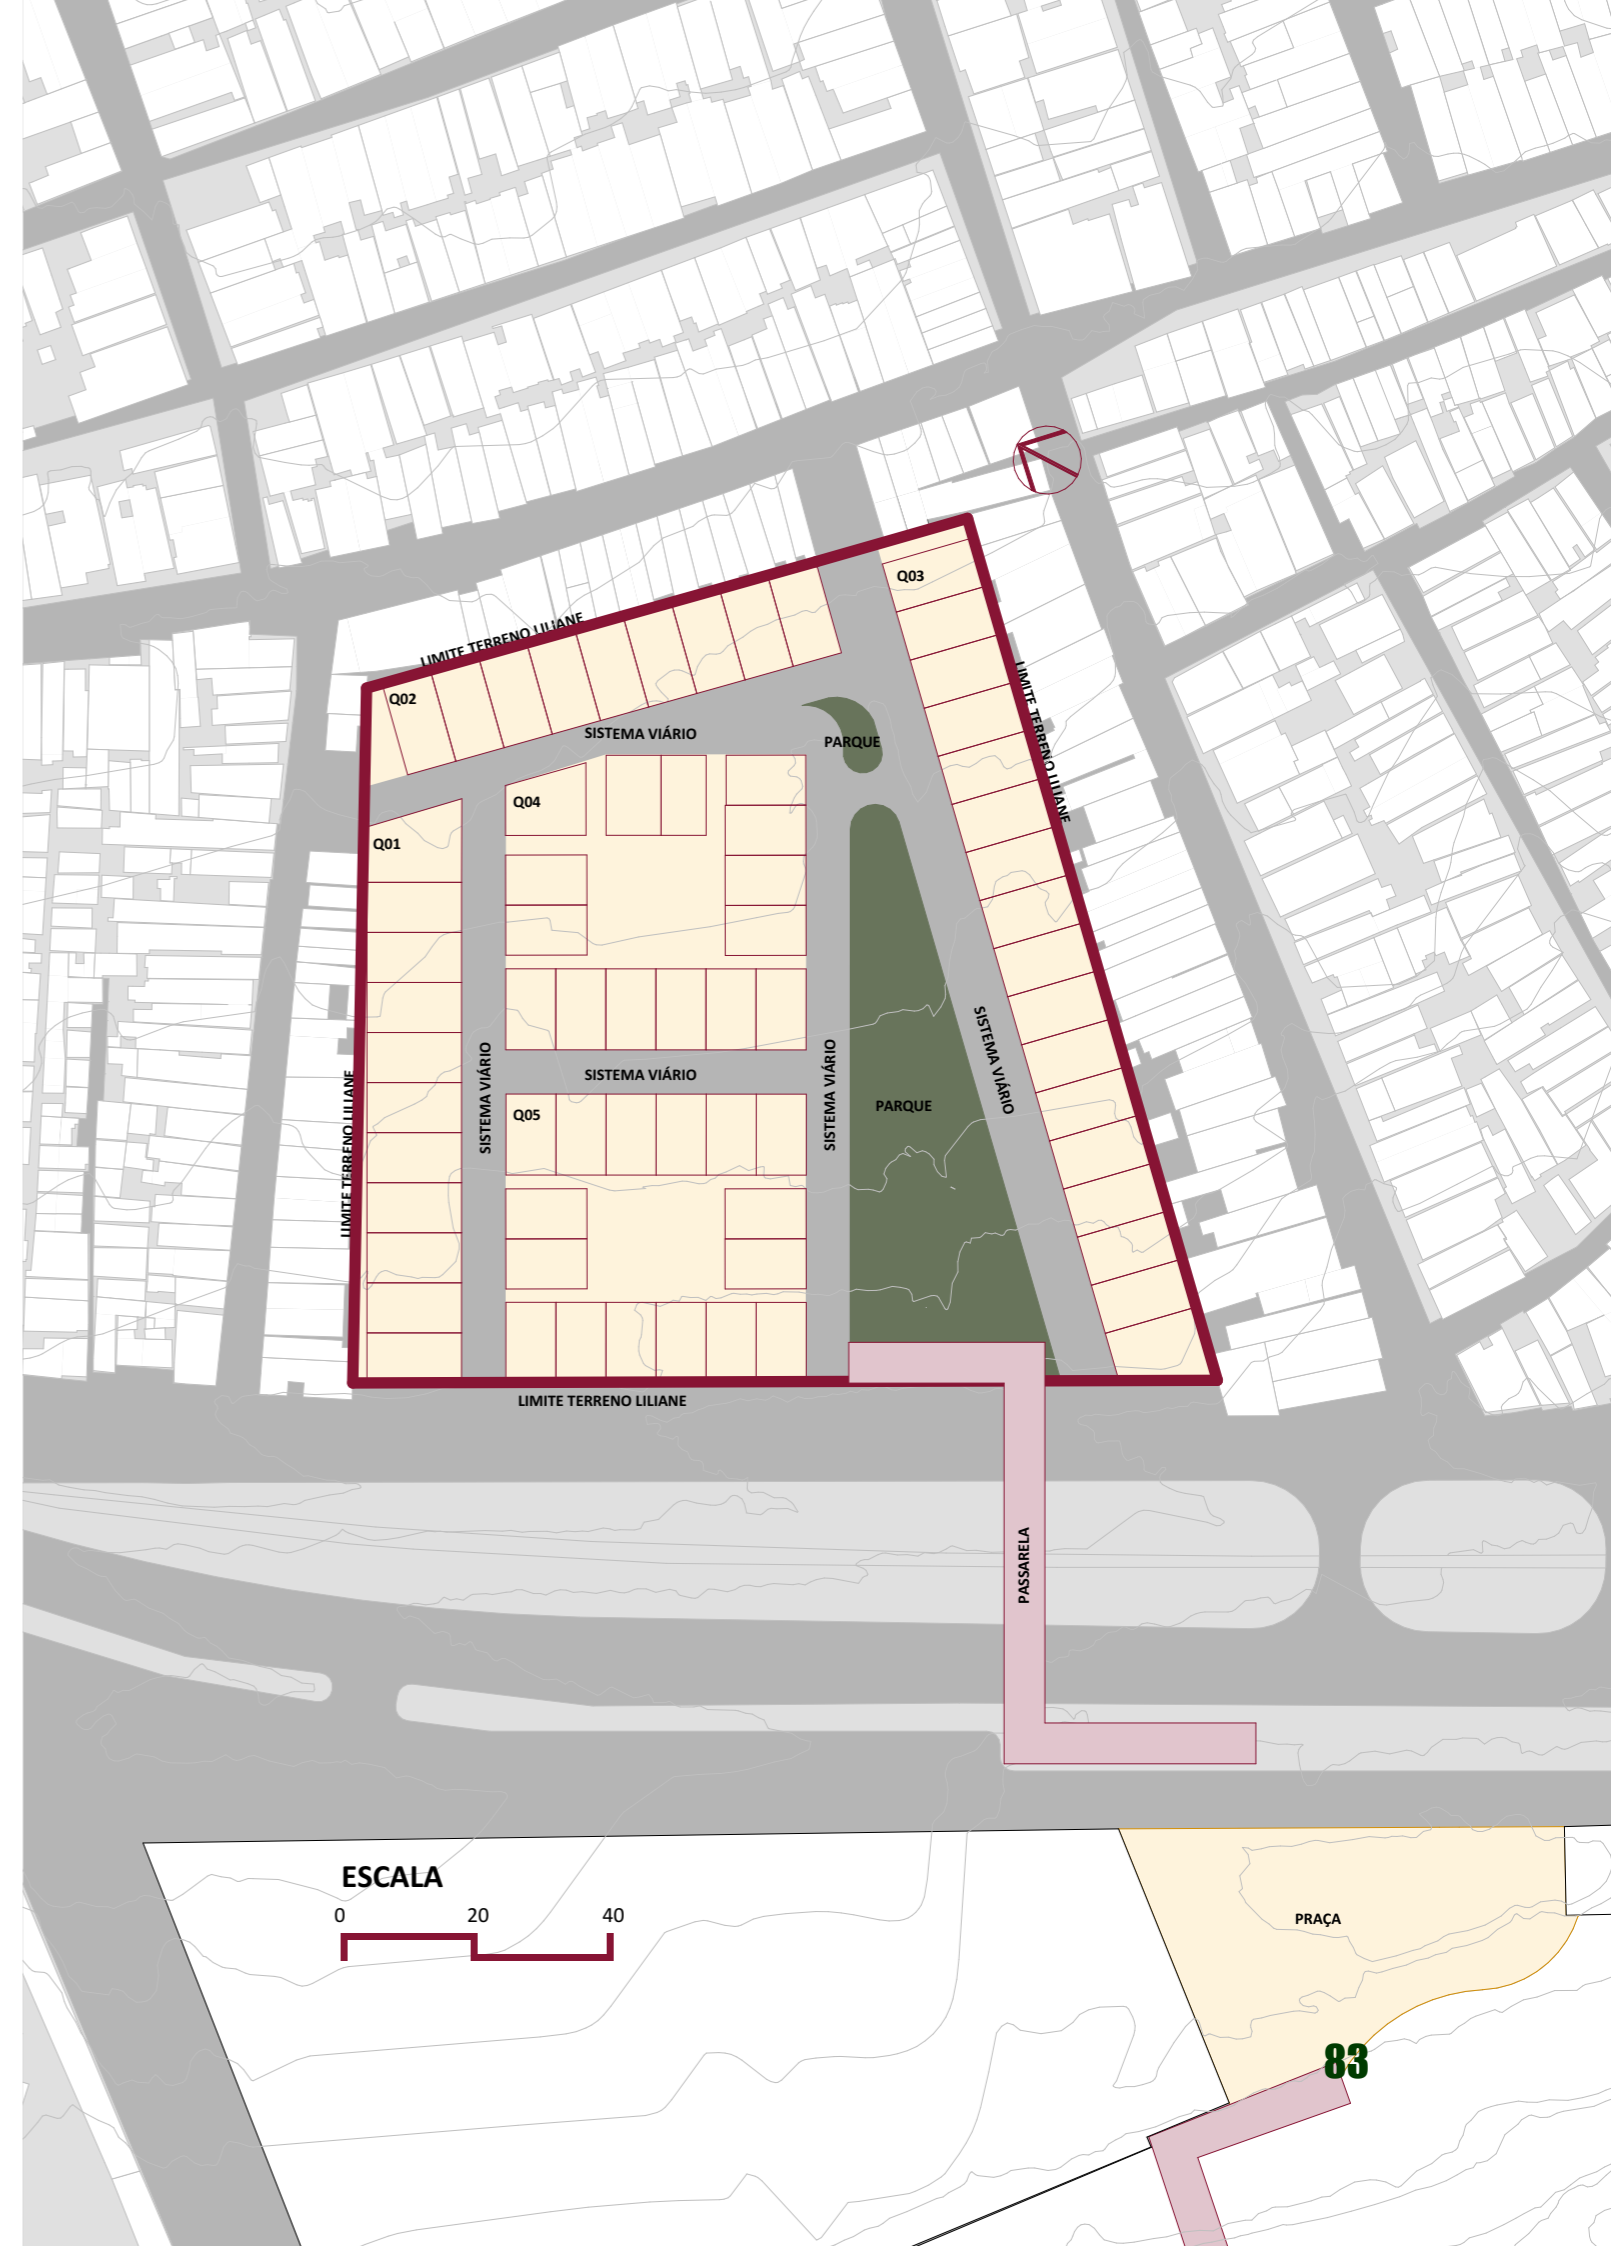 Q03
LIMITE TERRENO LILIANE
Q02
LIMITE TERRENO LILIANE
SISTEMA VIÁRIO
PARQUE
Q04
Q01
SISTEMA VIÁRIO
SISTEMA VIÁRIO
SISTEMA VIÁRIO
SISTEMA VIÁRIO
PARQUE
Q05
LIMITE TERRENO LILIANE
LIMITE TERRENO LILIANE
PASSARELA
ESCALA
0 20 40
PRAÇA
83